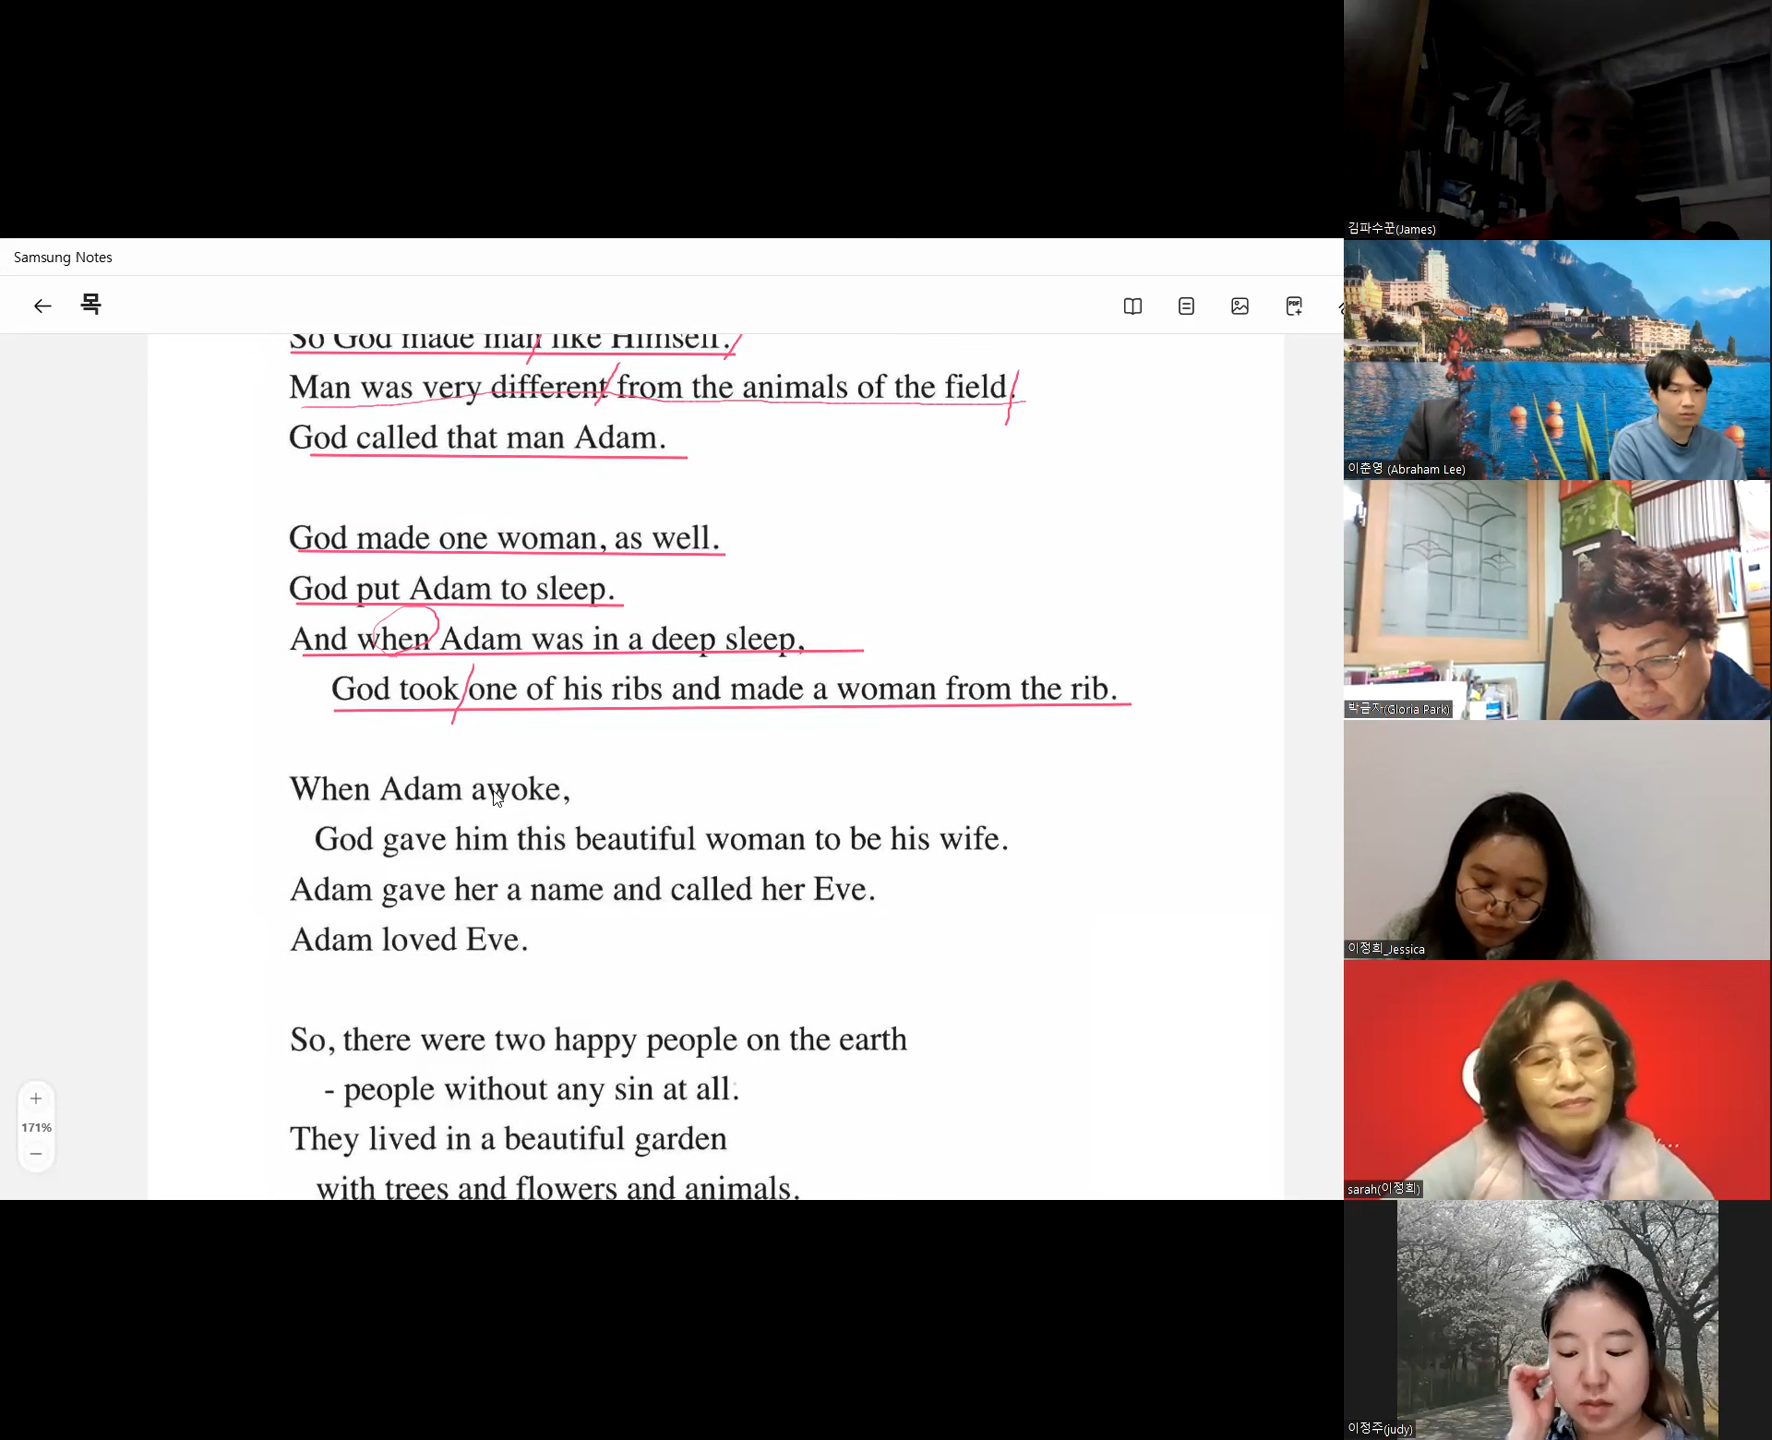 Samsung Notes
목
PDF
So God made man like Himself.
Man was very different from the animals of the field.
God called that man Adam.
God made one woman, as well.
God put Adam to sleep.
And when Adam was in a deep sleep,
God took one of his ribs and made a woman from the rib.
When Adam awoke,
God gave him this beautiful woman to be his wife.
Adam gave her a name and called her Eve.
Adam loved Eve.
So, there were two happy people on the earth
- people without any sin at all.
They lived in a beautiful garden
with trees and flowers and animals.
171%
김파수꾼(James)
이춘영 (Abraham Lee)
박금자(Gloria Park)
이정희_Jessica
sarah(이정희)
이정주(judy)